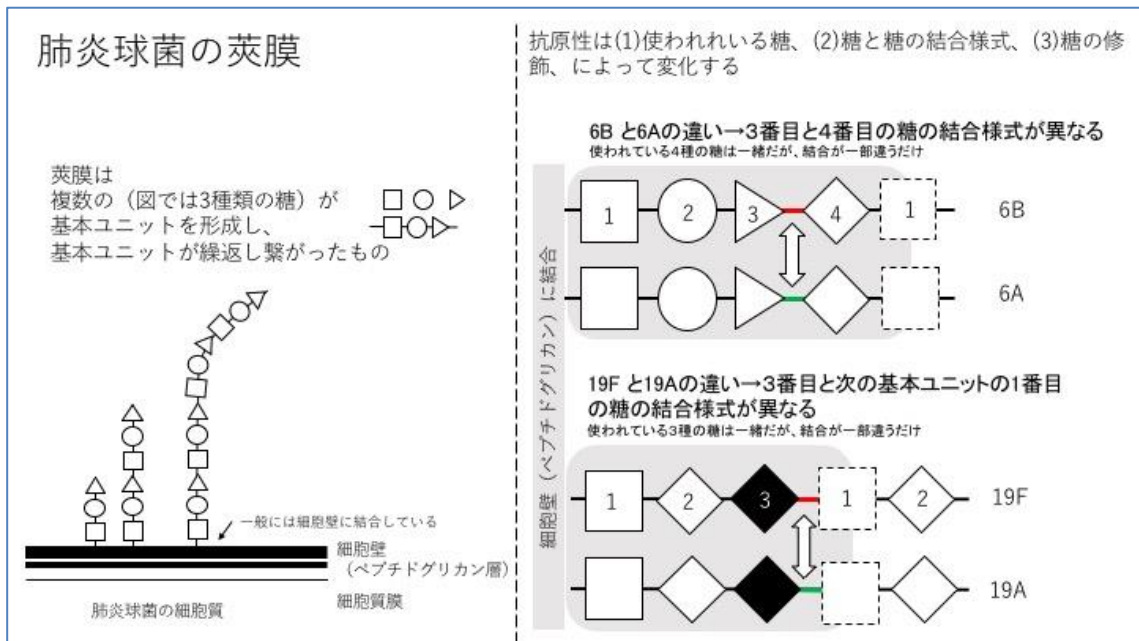 肺炎球菌の莢膜
莢膜は
複数の（図では3種類の糖）が
基本ユニットを形成し、
基本ユニットが繰返し繋がったもの
一般には細胞壁に結合している
細胞壁
（ペプチドグリカン層）
細胞質膜
肺炎球菌の細胞質
抗原性は(1)使われれいる糖、(2)糖と糖の結合様式、(3)糖の修
飾、によって変化する
細胞壁（ペプチドグリカン）に結合
6B と6Aの違い→3番目と4番目の糖の結合様式が異なる
使われている4種の糖は一緒だが、結合が一部違うだけ
1 2 3 4 1 6B
6A
19F と19Aの違い→3番目と次の基本ユニットの1番目
の糖の結合様式が異なる
使われている3種の糖は一緒だが、結合が一部違うだけ
1 2 3 1 2 19F
19A